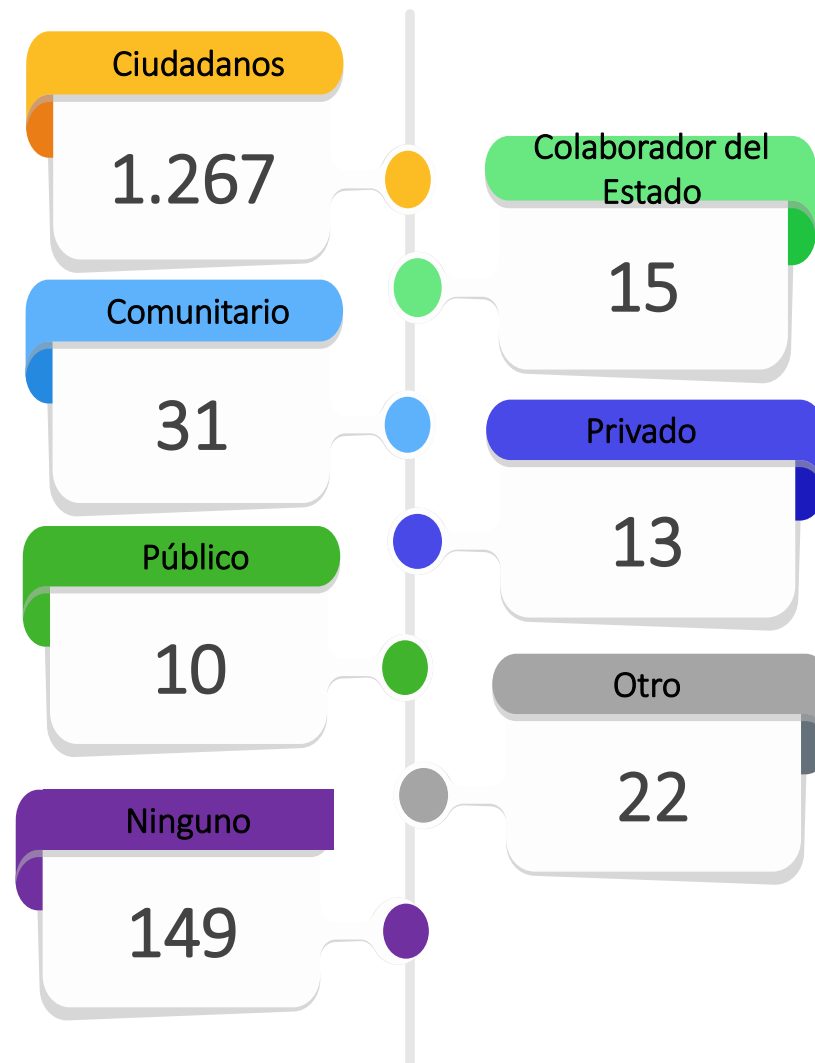 Ciudadanos
1.267
Colaborador del
Estado
15
Comunitario
31
Privado
13
Público
10
Otro
22
Ninguno
149